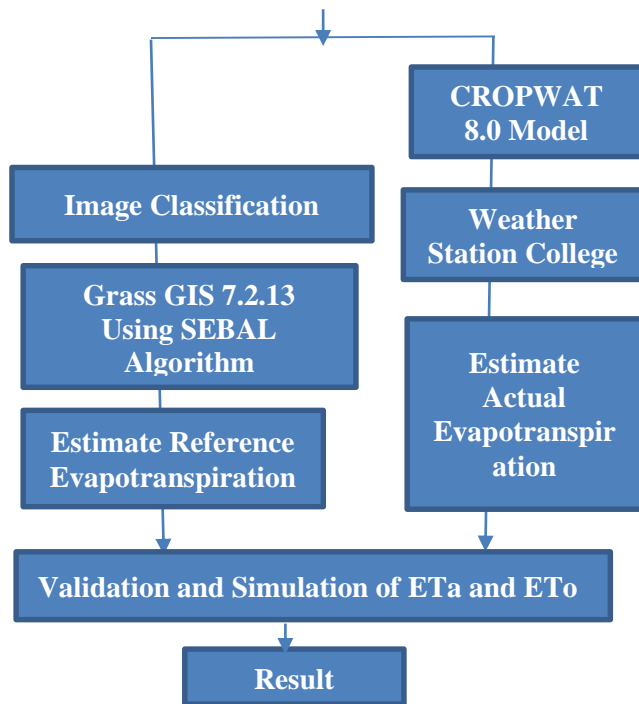 CROPWAT
8.0 Model
Image Classification
Weather
Station College
Grass GIS 7.2.13
Using SEBAL
Algorithm
Estimate
Actual
Evapotranspir
ation
Estimate Reference
Evapotranspiration
Validation and Simulation of ETa and ETo
Result